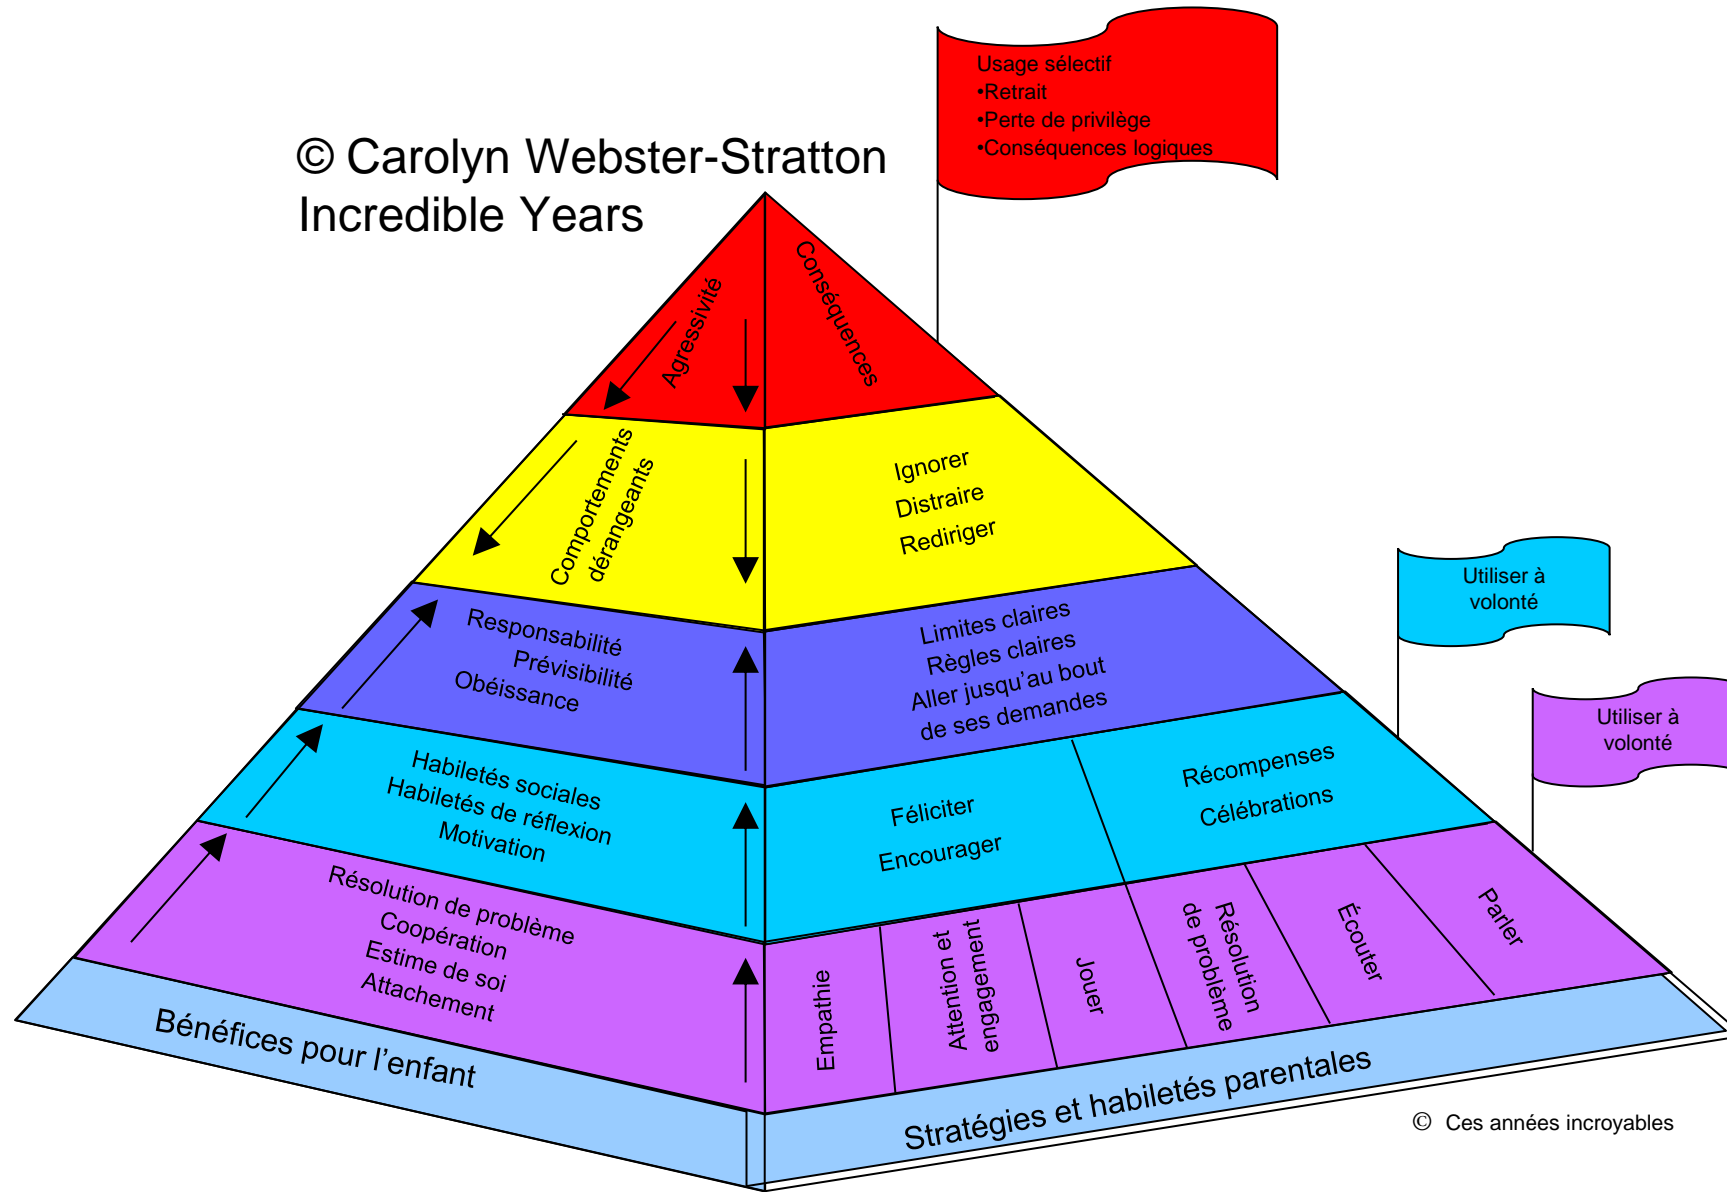 © Carolyn Webster-Stratton
Incredible Years
Usage sélectif
•Retrait
•Perte de privilège
•Conséquences logiques
Agressivité
Conséquences
Comportements
dérangeants
Ignorer
Distraire
Rediriger
Responsabilité
Prévisibilité
Obéissance
Limites claires
Règles claires
Aller jusqu'au bout
de ses demandes
Utiliser à
volonté
Habiletés sociales
Habiletés de réflexion
Motivation
Féliciter
Encourager
Récompenses
Célébrations
Utiliser à
volonté
Résolution de problème
Coopération
Estime de soi
Attachement
Empathie
Attention et
engagement
Jouer
Résolution
de problème
Écouter
Parler
Bénéfices pour l'enfant
Stratégies et habiletés parentales
© Ces années incroyables